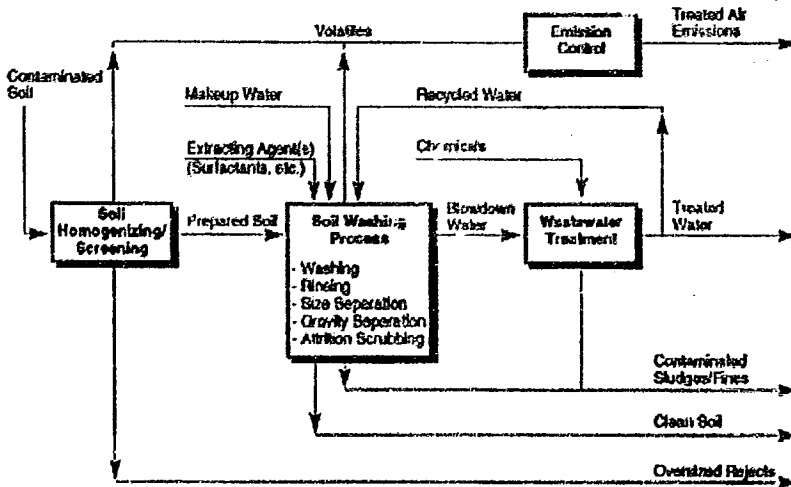 Treated Air
Emissions
Volatiles
Emission
Control
Contaminated
Soil
Makeup Water
Recycled Water
Extracting Agent(s)
(Surfactants, etc.)
Chemicals
Soil
Homogenizing/
Screening
Prepared Soil
Soil Washing
Process
- Washing
- Rinsing
- Size Separation
- Gravity Separation
- Attrition Scrubbing
Blowdown
Water
Wastewater
Treatment
Treated
Water
Contaminated
Sludges/Fines
Clean Soil
Oversized Rejects